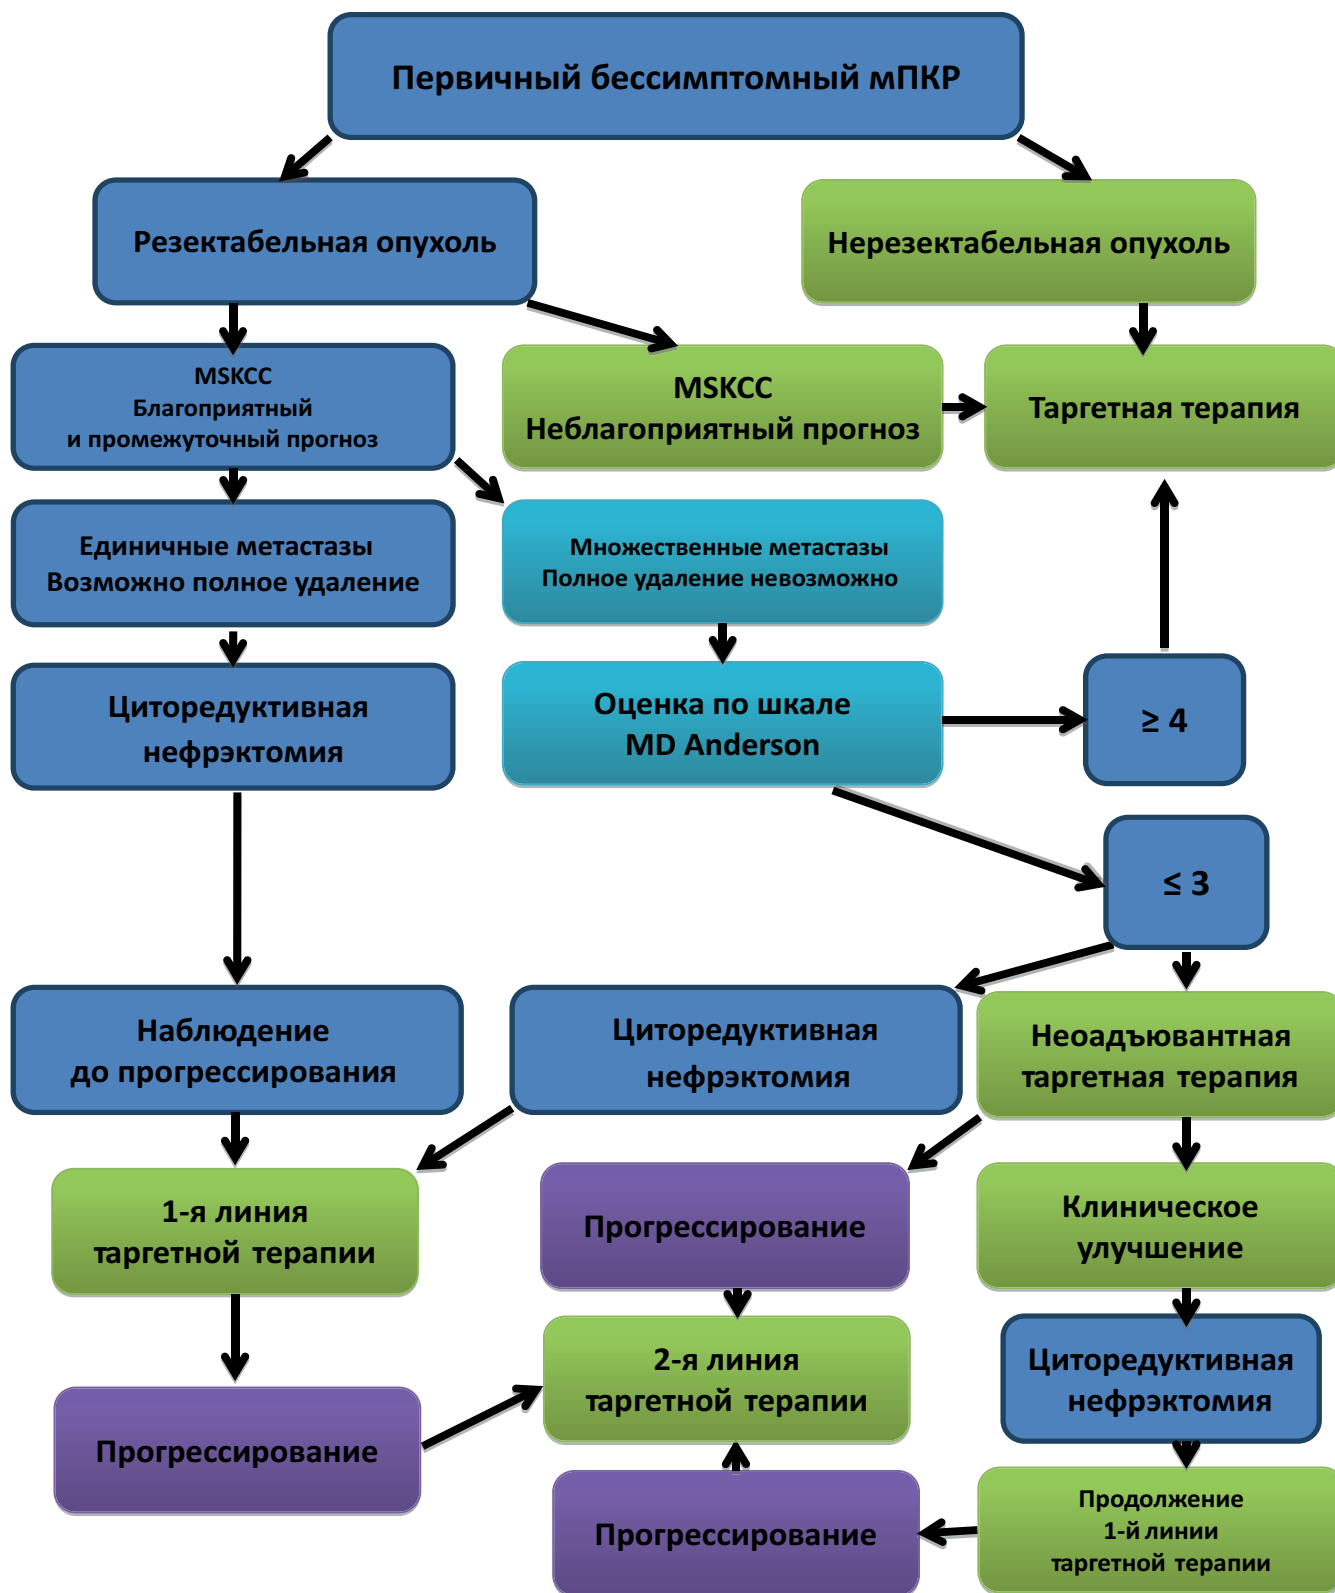 Первичный бессимптомный мПКР
Резектабельная опухоль
Нерезектабельная опухоль
MSKCC
Благоприятный
и промежуточный прогноз
MSKCC
Неблагоприятный прогноз
Таргетная терапия
Единичные метастазы
Возможно полное удаление
Множественные метастазы
Полное удаление невозможно
Циторедуктивная
нефрэктомия
Оценка по шкале
MD Anderson
≥ 4
≤ 3
Наблюдение
до прогрессирования
Циторедуктивная
нефрэктомия
Неоадъювантная
таргетная терапия
1-я линия
таргетной терапии
Прогрессирование
Клиническое
улучшение
2-я линия
таргетной терапии
Циторедуктивная
нефрэктомия
Прогрессирование
Прогрессирование
Продолжение
1-й линии
таргетной терапии